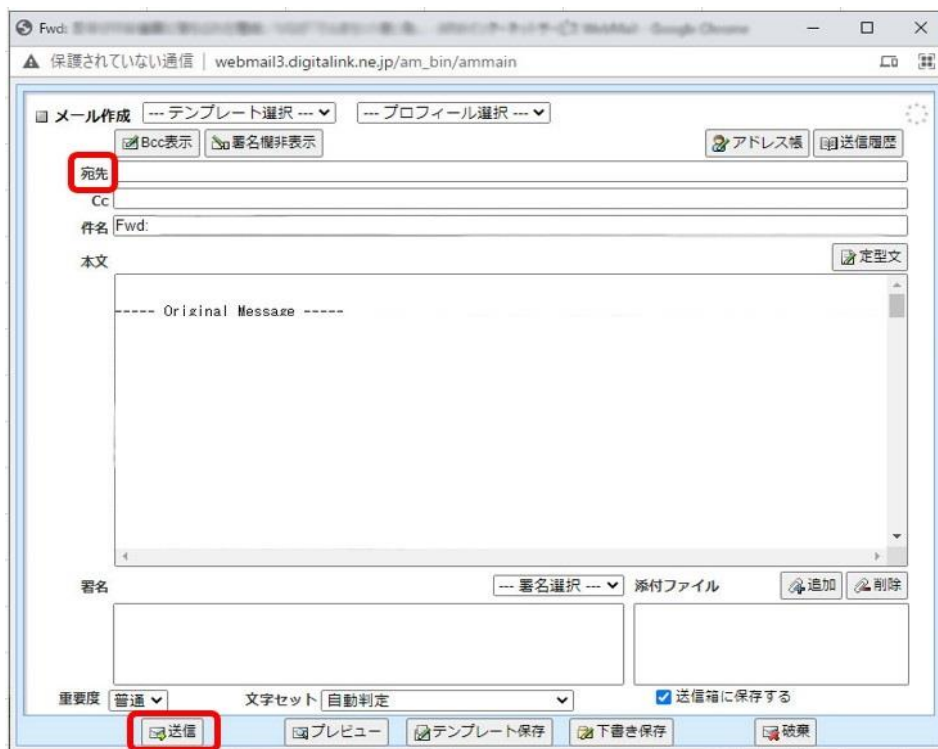 Fwd: WebMail - Google Chrome
保護されていない通信 | webmail3.digitalink.ne.jp/am_bin/ammain
メール作成 --- テンプレート選択 --- --- プロフィール選択 ---
Bcc表示 署名欄非表示 アドレス帳 送信履歴
宛先
Cc
件名 Fwd:
本文 定型文
----- Original Message -----
署名 --- 署名選択 --- 添付ファイル 追加 削除
重要度 普通 文字セット 自動判定 送信箱に保存する
送信 プレビュー テンプレート保存 下書き保存 破棄